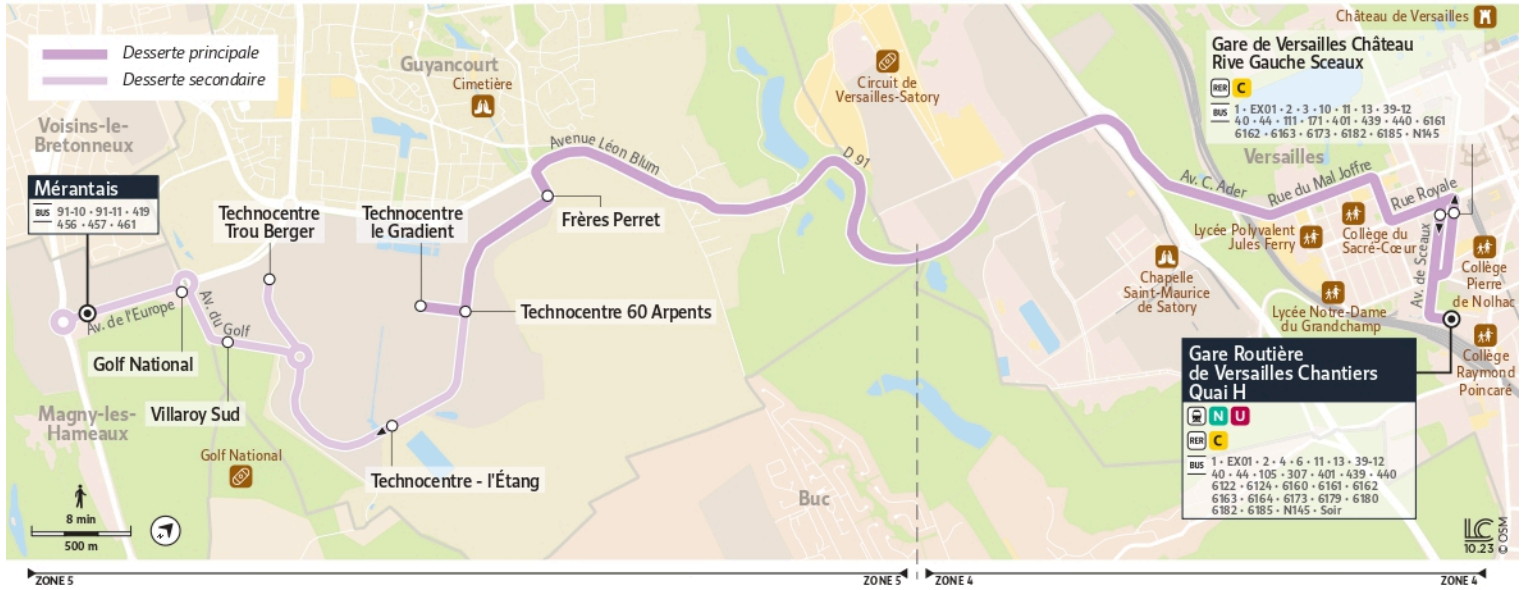 Desserte principale
Desserte secondaire
Voisins-le-
Bretonneux
Guyancourt
Cimetière
Circuit de
Versailles-Satory
Château de Versailles
Gare de Versailles Château
Rive Gauche Sceaux
RER C
BUS 1 • EX01 • 2 • 3 • 10 • 11 • 13 • 39-12
40 • 44 • 111 • 171 • 401 • 439 • 440 • 6161
6162 • 6163 • 6173 • 6182 • 6185 • N145
Versailles
Mérantais
BUS 91-10 • 91-11 • 419
456 • 457 • 461
Technocentre
Trou Berger
Technocentre
le Gradient
Avenue Léon Blum
Frères Perret
D 91
Av. C. Ader
Rue du Mal Joffre
Rue Royale
Av. de Sceaux
Lycée Polyvalent
Jules Ferry
Collège du
Sacré-Cœur
Collège
Pierre
de Nolhac
Chapelle
Saint-Maurice
de Satory
Lycée Notre-Dame
du Grandchamp
Collège
Raymond
Poincaré
Av. de l'Europe
Av. du Golf
Golf National
Villaroy Sud
Technocentre 60 Arpents
Technocentre - l'Étang
Magny-les-
Hameaux
Golf National
Buc
Gare Routière
de Versailles Chantiers
Quai H
N U
RER C
BUS 1 • EX01 • 2 • 4 • 6 • 11 • 13 • 39-12
40 • 44 • 105 • 307 • 401 • 439 • 440
6122 • 6124 • 6160 • 6161 • 6162
6163 • 6164 • 6173 • 6179 • 6180
6182 • 6185 • N145 • Soir
8 min
500 m
N
LC
10.23
© OSM
ZONE 5
ZONE 5
ZONE 4
ZONE 4